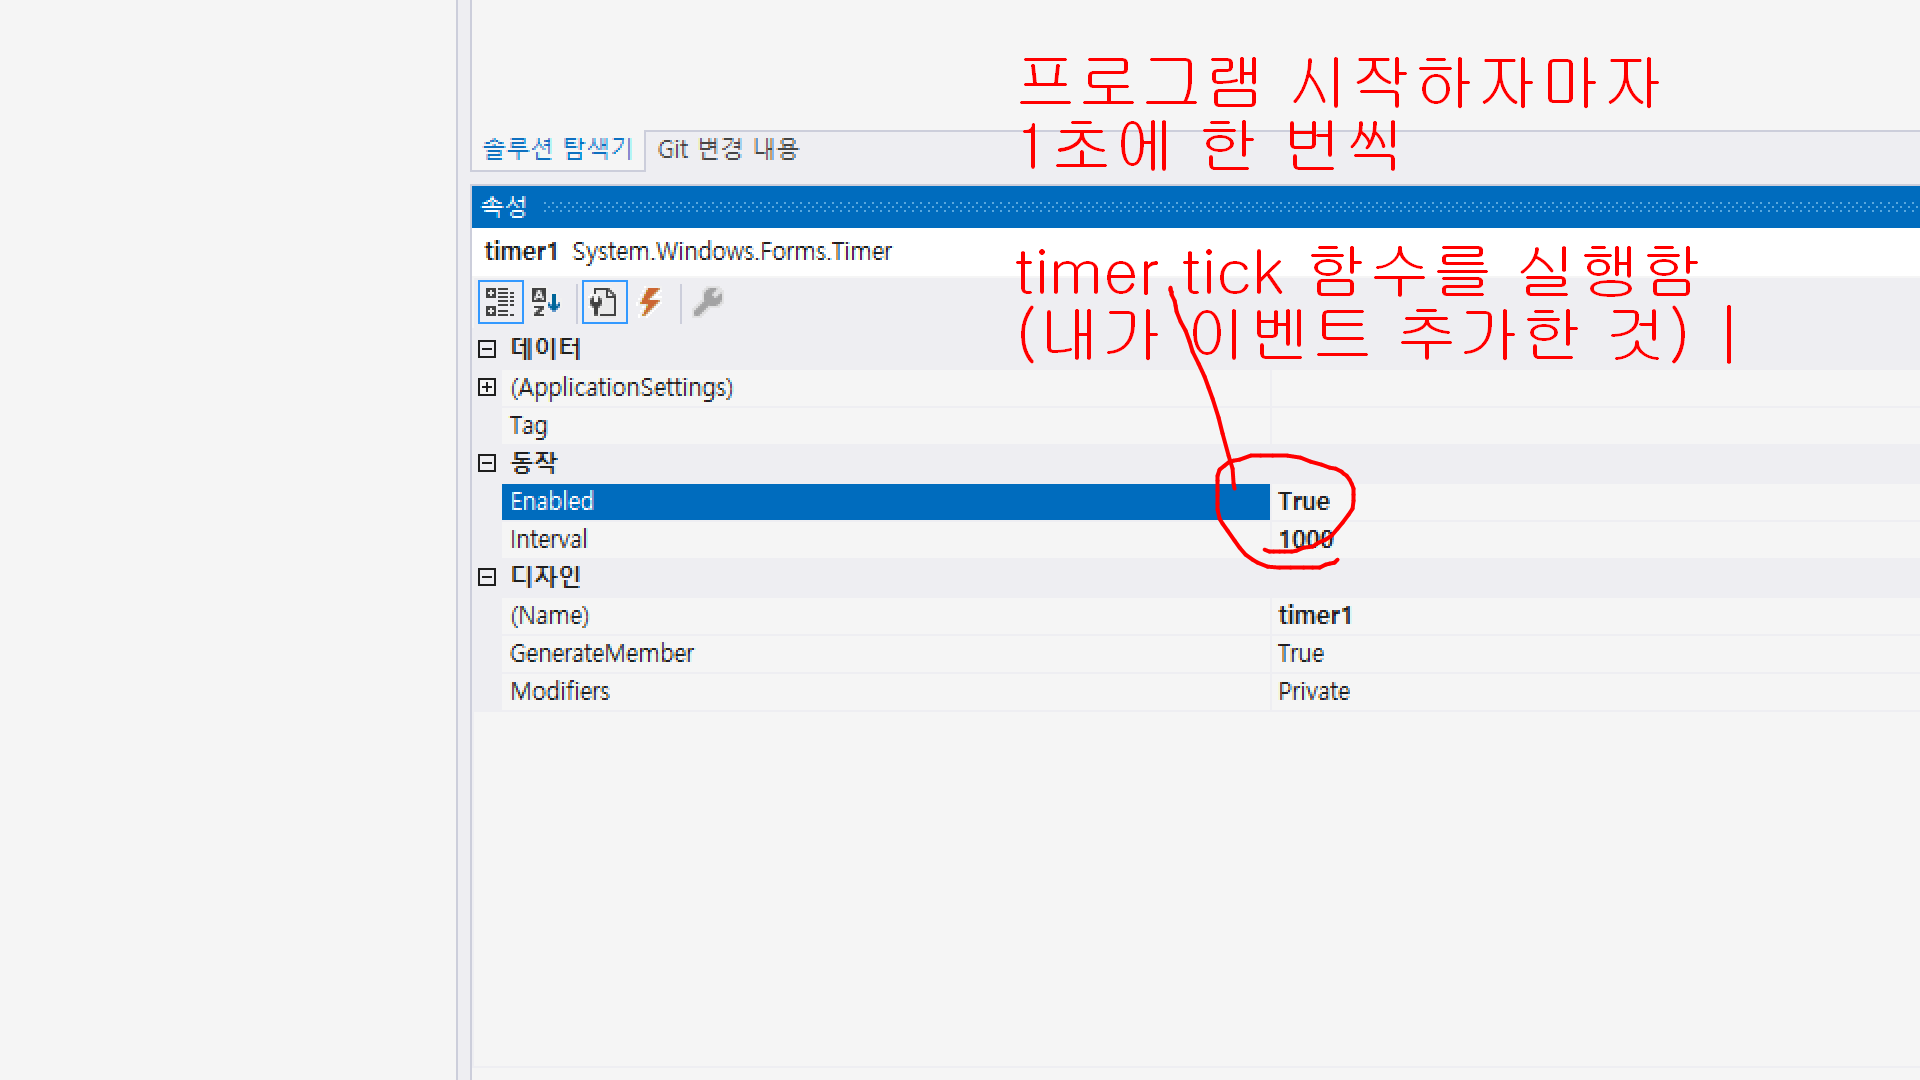 프로그램 시작하자마자
1초에 한 번씩
솔루션 탐색기 Git 변경 내용
속성
timer1 System.Windows.Forms.Timer
timer tick 함수를 실행함
(내가 이벤트 추가한 것)
데이터
(ApplicationSettings)
Tag
동작
Enabled True
Interval 1000
디자인
(Name) timer1
GenerateMember True
Modifiers Private